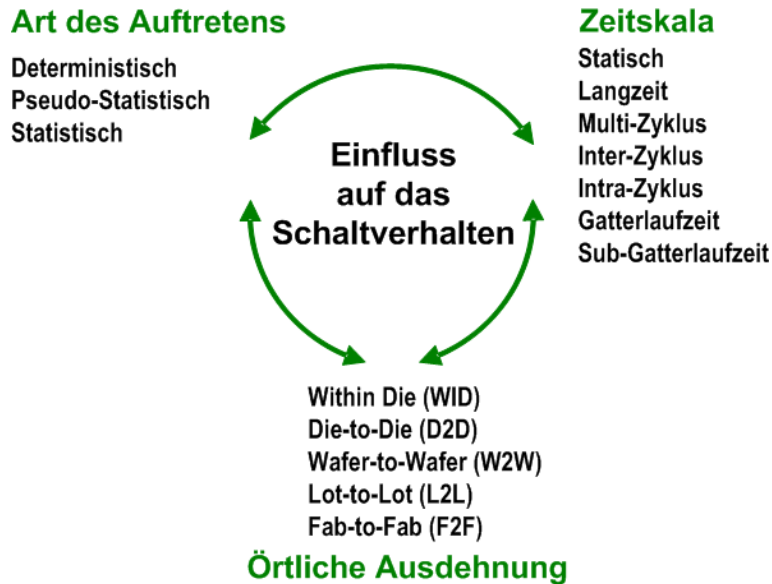 Art des Auftretens
Deterministisch
Pseudo-Statistisch
Statistisch
Zeitskala
Statisch
Langzeit
Multi-Zyklus
Inter-Zyklus
Intra-Zyklus
Gatterlaufzeit
Sub-Gatterlaufzeit
Einfluss
auf das
Schaltverhalten
Within Die (WID)
Die-to-Die (D2D)
Wafer-to-Wafer (W2W)
Lot-to-Lot (L2L)
Fab-to-Fab (F2F)
Örtliche Ausdehnung